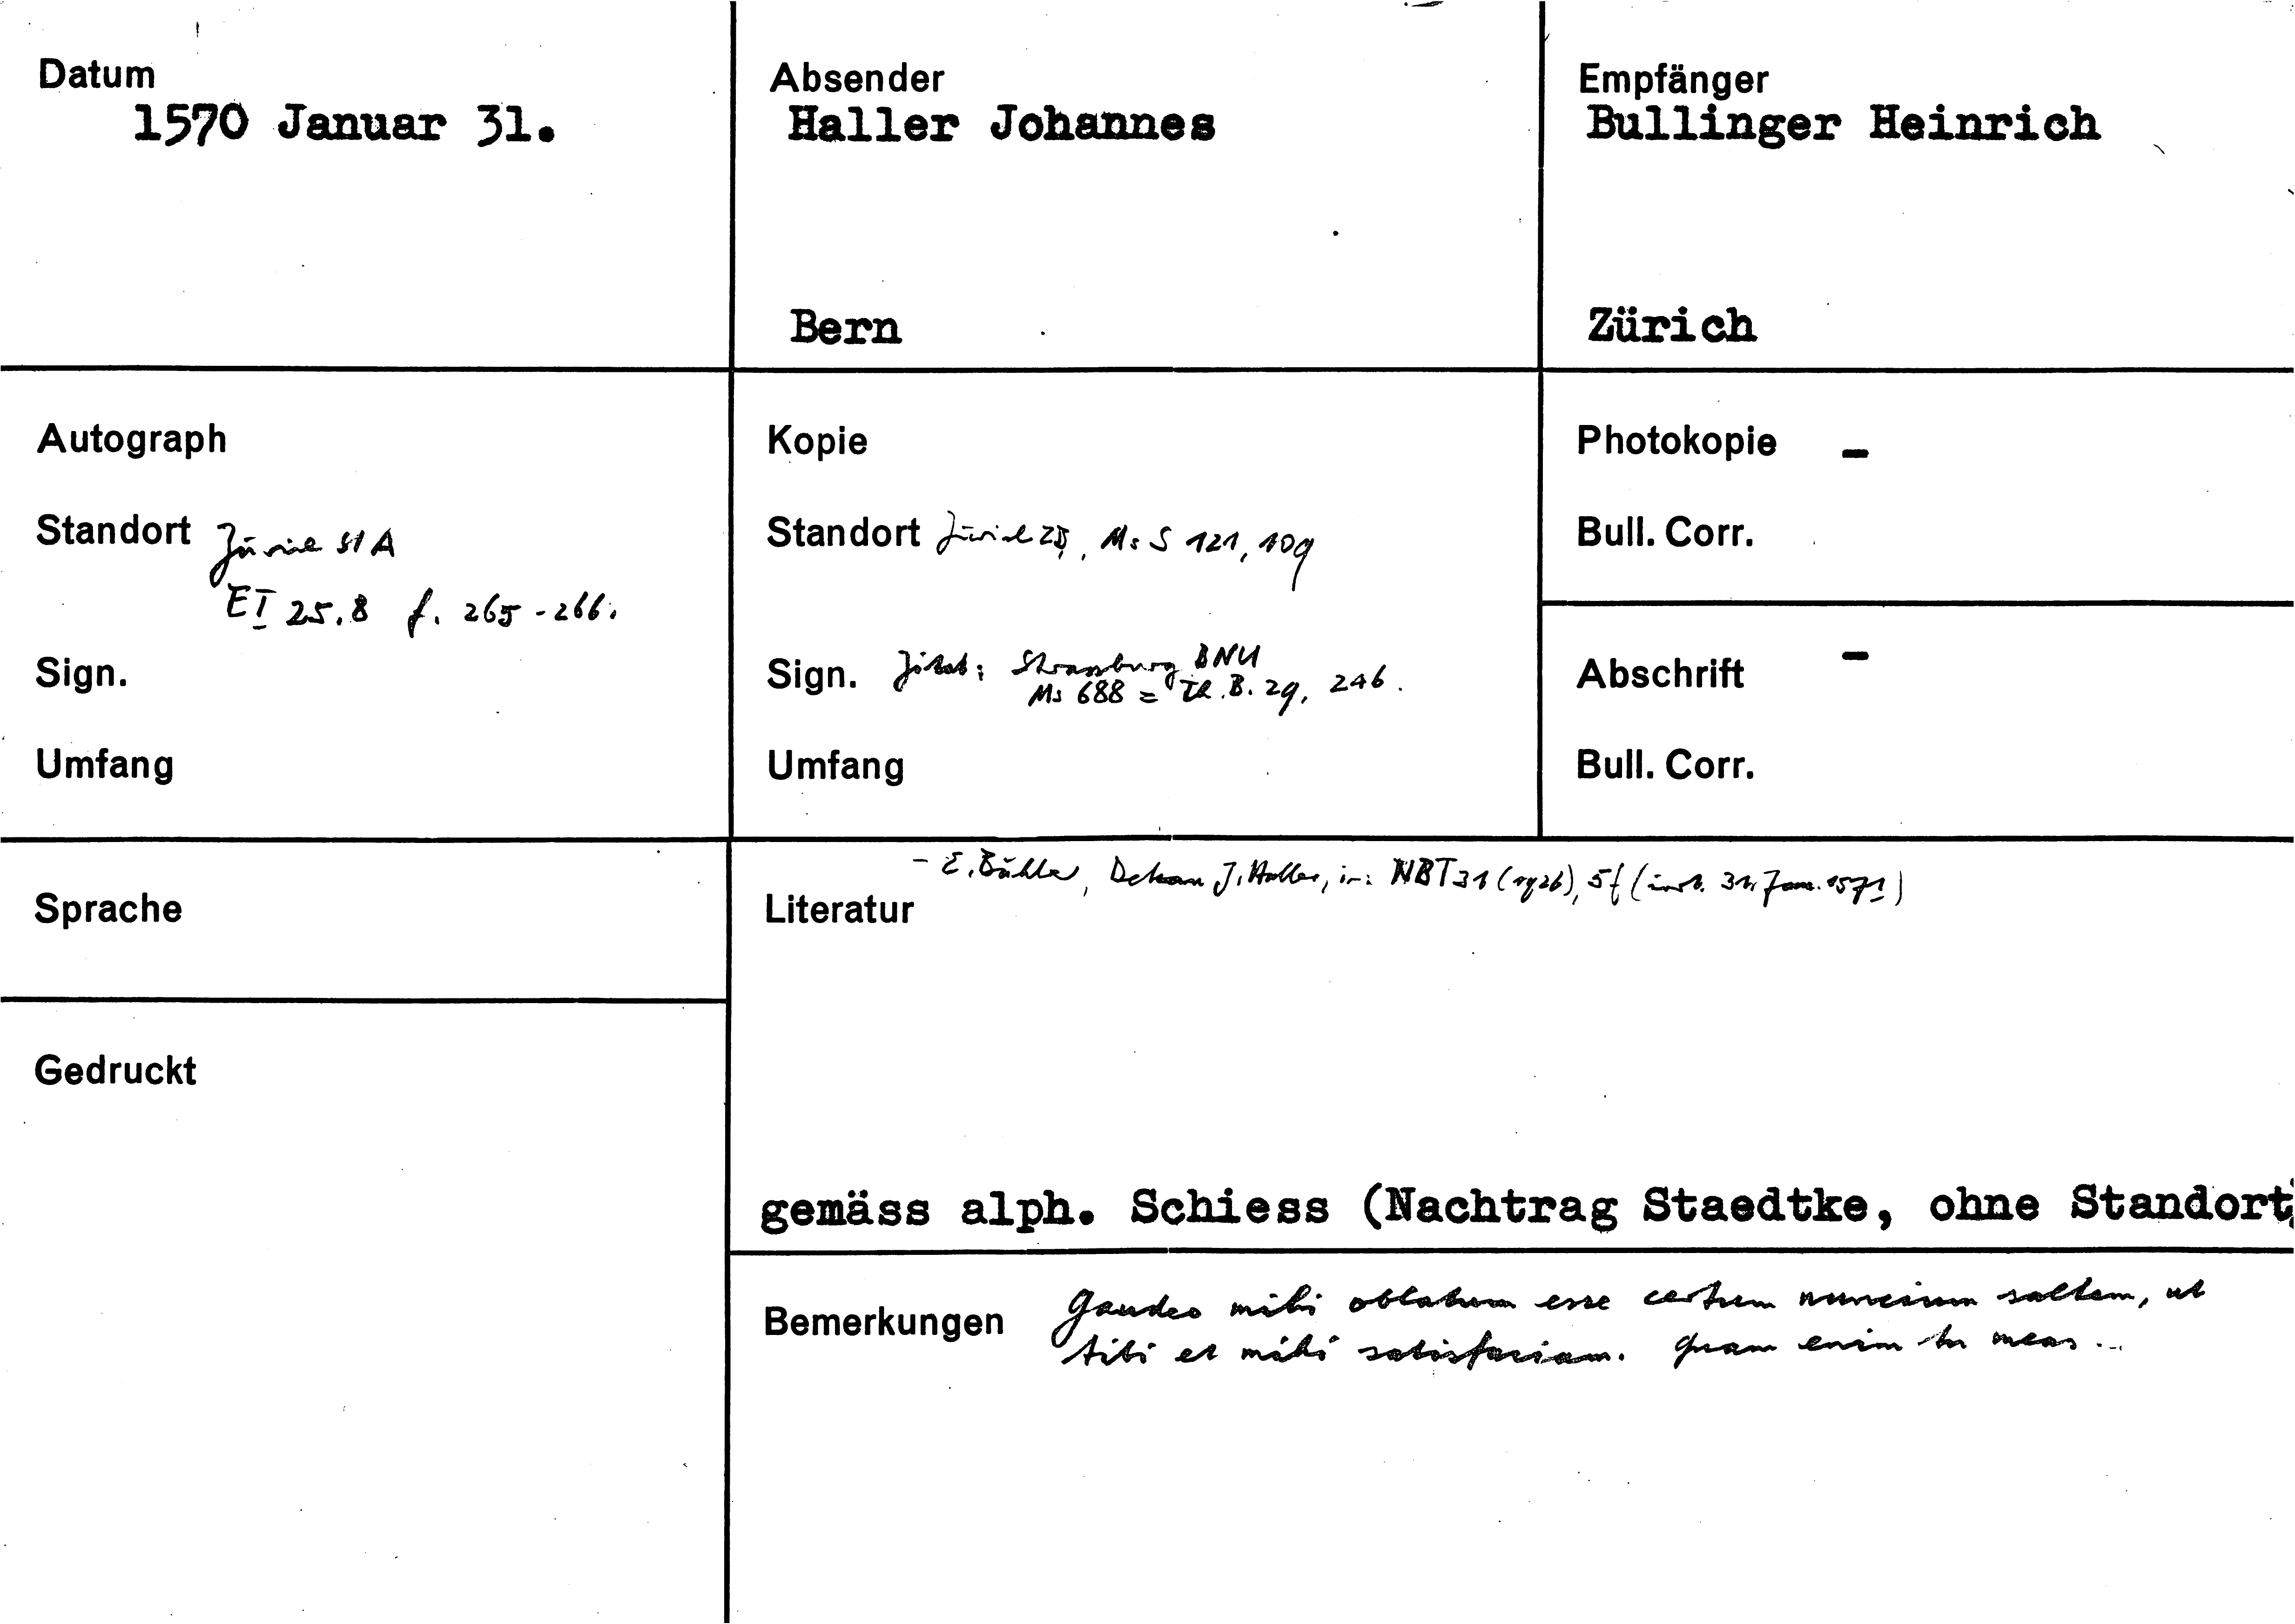 Datum
1570 Januar 31.
Absender
Haller Johannes
Bern
Empfänger
Bullinger Heinrich
Zürich
Autograph
Standort Zürich StA
E I 25.8 f. 265-266.
Sign.
Umfang
Kopie
Standort Zürich ZB, Ms S 121, 109
Sign. Zitat: Strassburg BNU
Ms 688 = Th. B. 29, 246.
Umfang
Photokopie -
Bull. Corr.
Abschrift -
Bull. Corr.
Sprache
Gedruckt
- E. Bähler, Dekan J. Haller, in: NBT 31 (1926), 5f (irrt. 31. Jan. 1571)
Literatur
gemäss alph. Schiess (Nachtrag Staedtke, ohne Standort
Bemerkungen Gaudeo mihi oblatum esse certum nuncium saltem, ut
tibi et mihi satisfaciam. Quam enim tu meas ...